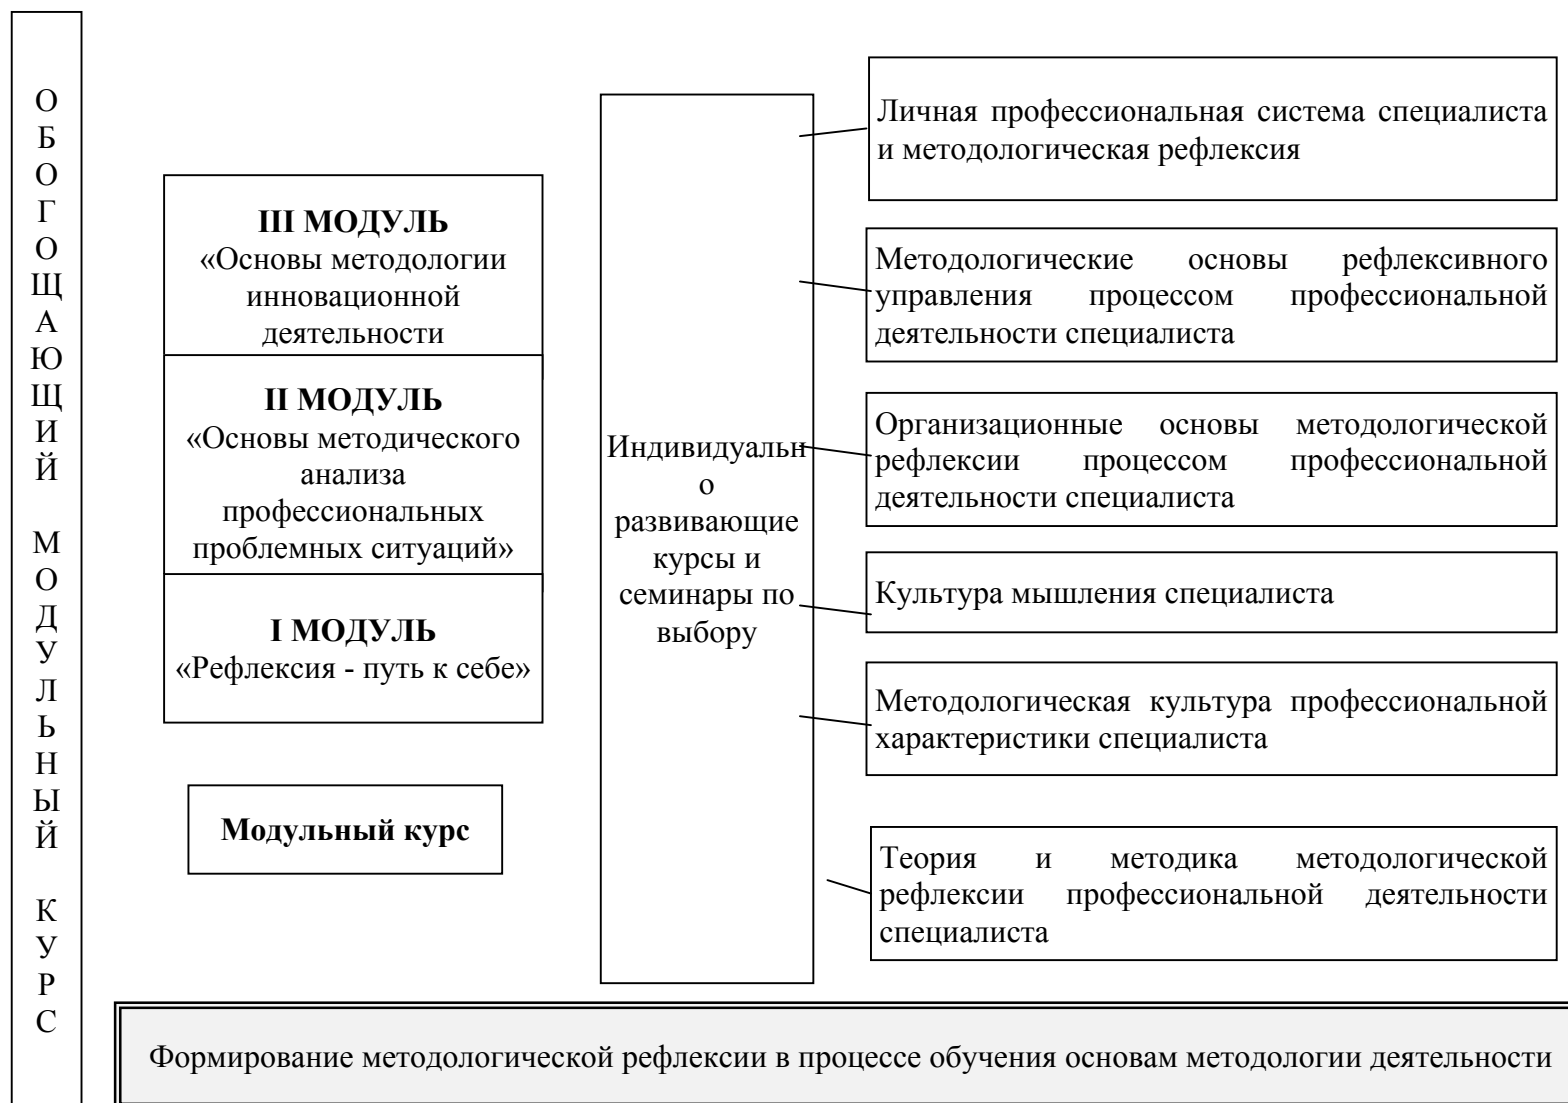 ОБОГОЩАЮЩИЙ МОДУЛЬНЫЙ КУРС
III МОДУЛЬ
«Основы методологии
инновационной
деятельности
II МОДУЛЬ
«Основы методического
анализа
профессиональных
проблемных ситуаций»
I МОДУЛЬ
«Рефлексия - путь к себе»
Модульный курс
Индивидуальн
о
развивающие
курсы и
семинары по
выбору
Личная профессиональная система специалиста
и методологическая рефлексия
Методологические основы рефлексивного
управления процессом профессиональной
деятельности специалиста
Организационные основы методологической
рефлексии процессом профессиональной
деятельности специалиста
Культура мышления специалиста
Методологическая культура профессиональной
характеристики специалиста
Теория и методика методологической
рефлексии профессиональной деятельности
специалиста
Формирование методологической рефлексии в процессе обучения основам методологии деятельности